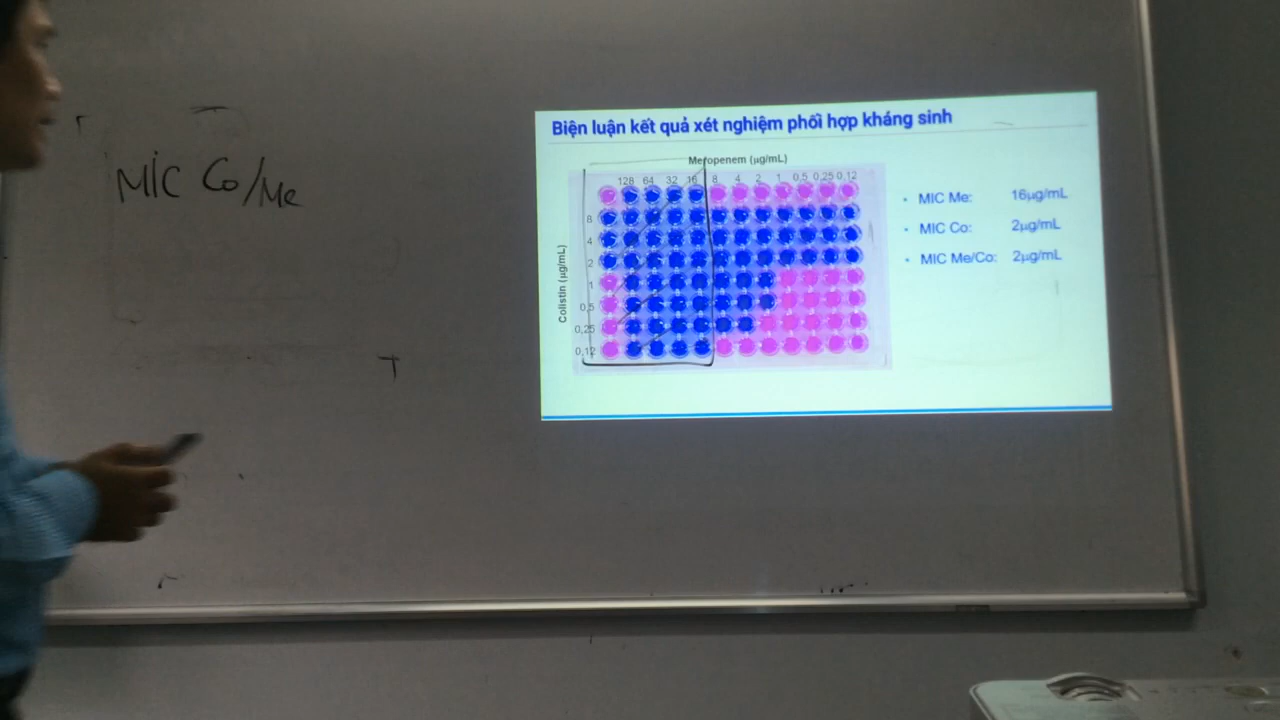 MIC Co/Me
Biện luận kết quả xét nghiệm phối hợp kháng sinh
Meropenem (μg/mL)
128 64 32 16 8 4 2 1 0,5 0,25 0,12
Colistin (μg/mL)
8
4
2
1
0,5
0,25
0,12
• MIC Me: 16μg/mL
• MIC Co: 2μg/mL
• MIC Me/Co: 2μg/mL